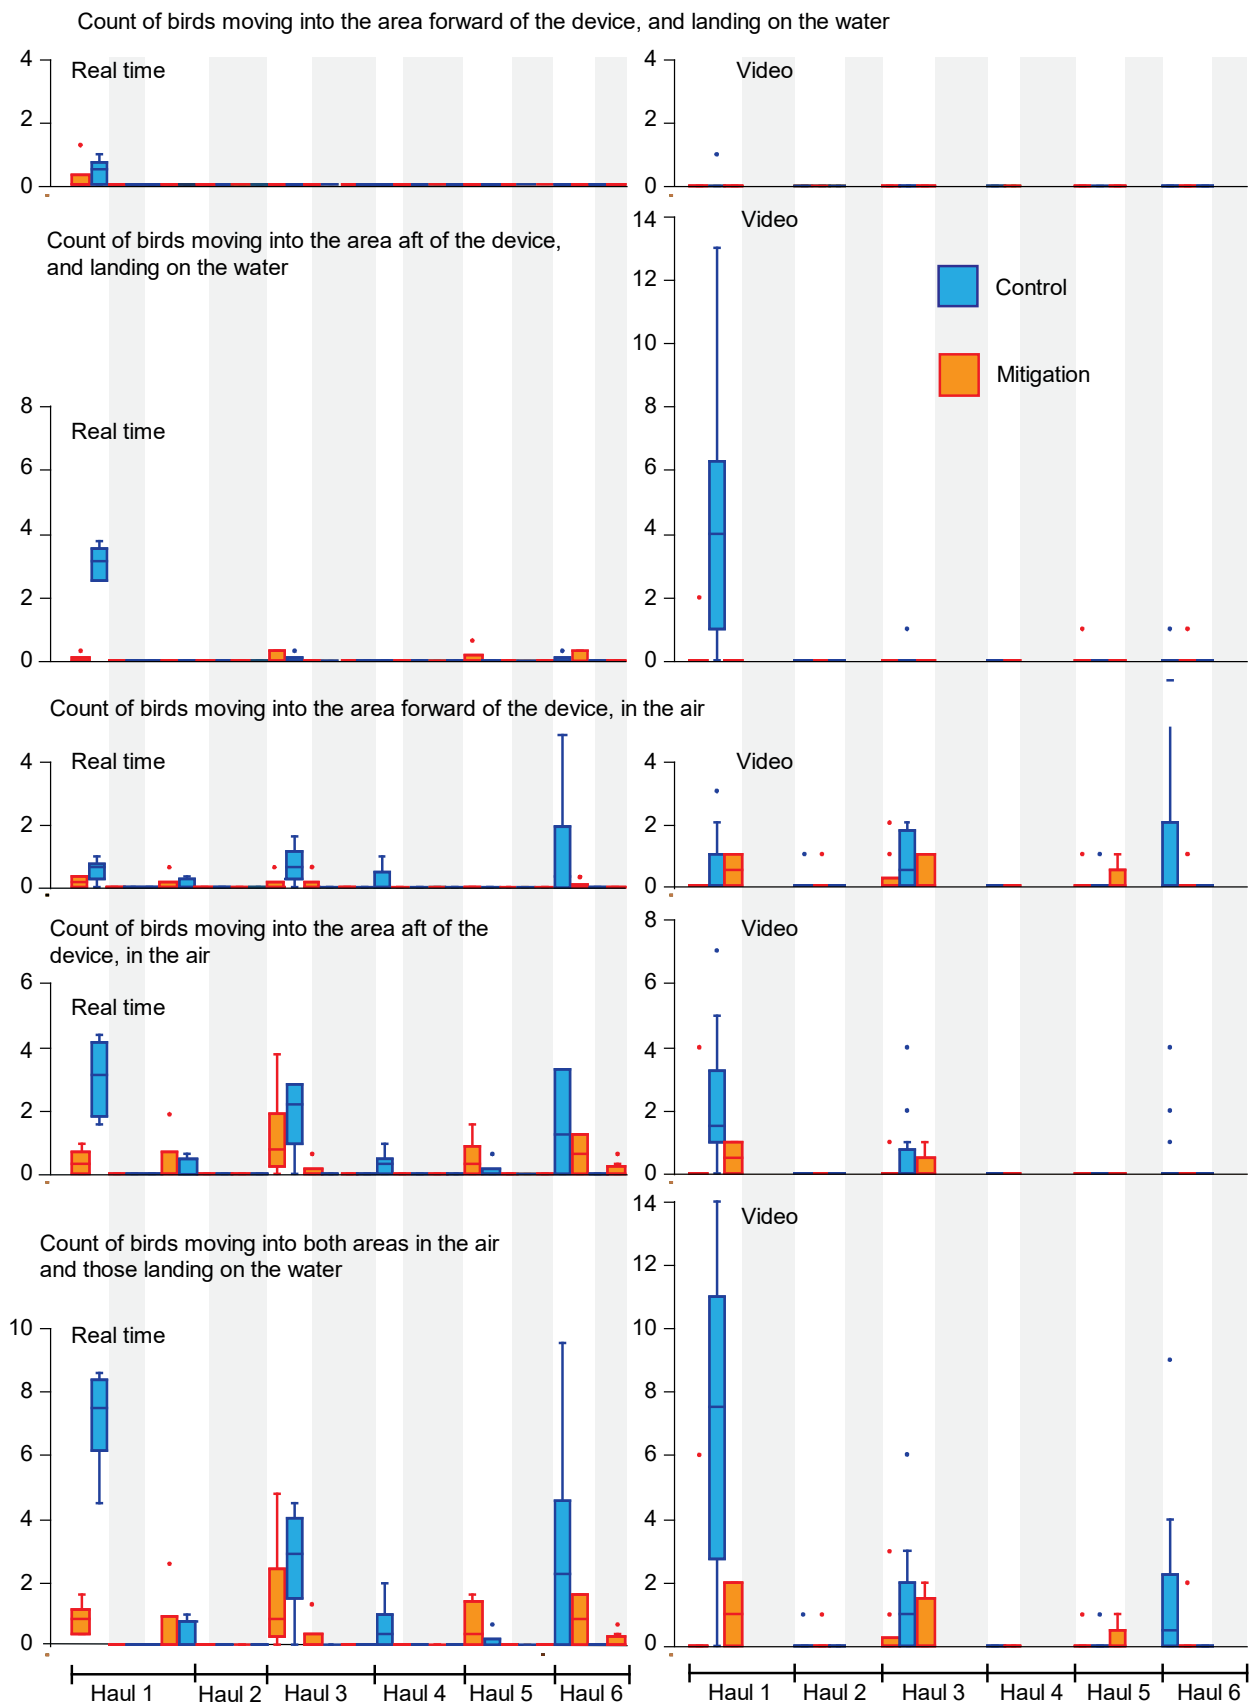 Count of birds moving into the area forward of the device, and landing on the water
4
2
0
Real time
4
2
0
Video
Count of birds moving into the area aft of the device,
and landing on the water
8
6
4
2
0
Real time
14
12
10
8
6
4
2
0
Video
Control
Mitigation
Count of birds moving into the area forward of the device, in the air
4
2
0
Real time
4
2
0
Video
Count of birds moving into the area aft of the
device, in the air
6
4
2
0
Real time
8
6
4
2
0
Video
Count of birds moving into both areas in the air
and those landing on the water
10
8
6
4
2
0
Real time
14
12
10
8
6
4
2
0
Video
Haul 1 Haul 2 Haul 3 Haul 4 Haul 5 Haul 6
Haul 1 Haul 2 Haul 3 Haul 4 Haul 5 Haul 6